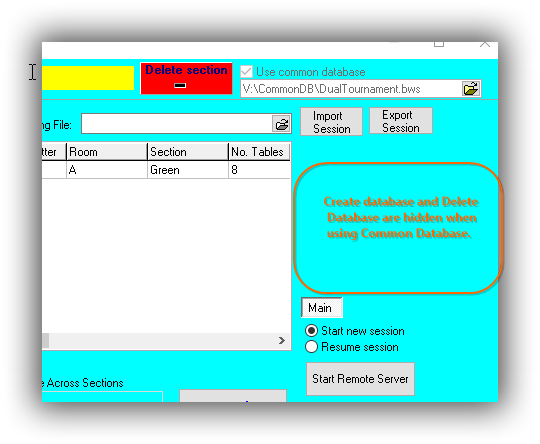 Delete section
Use common database
V:\CommonDB\DualTournament.bws
ng File:
Import
Session
Export
Session
tter Room Section No. Tables
A Green 8
Create database and Delete
Database are hidden when
using Common Database.
Main
Start new session
Resume session
Start Remote Server
e Across Sections